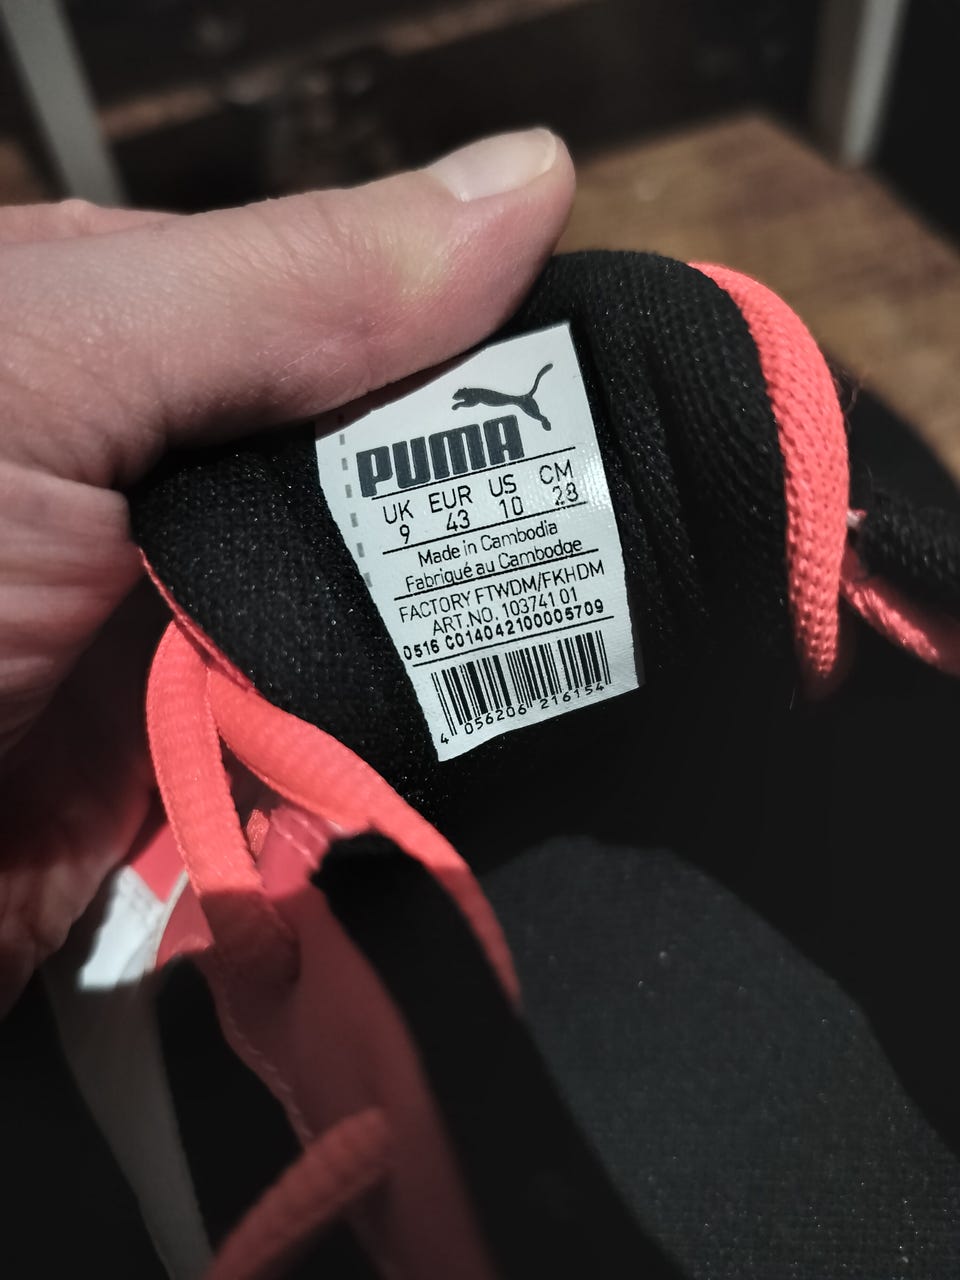 PUMA
UK EUR US CM
9 43 10 28
Made in Cambodia
Fabriqué au Cambodge
FACTORY FTWDM/FKHDM
ART.NO. 103741 01
0516 C014042100005709
4 056206 216154